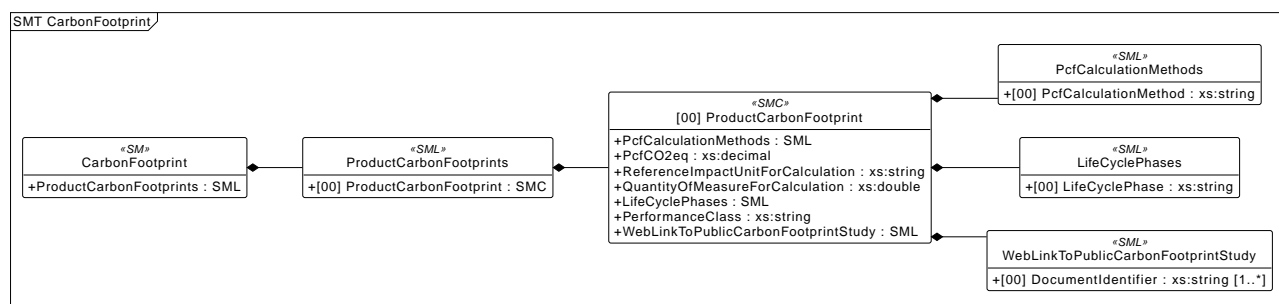 SMT CarbonFootprint
«SM»
CarbonFootprint
+ProductCarbonFootprints : SML
«SML»
ProductCarbonFootprints
+[00] ProductCarbonFootprint : SMC
«SMC»
[00] ProductCarbonFootprint
+PcfCalculationMethods : SML
+PcfCO2eq : xs:decimal
+ReferenceImpactUnitForCalculation : xs:string
+QuantityOfMeasureForCalculation : xs:double
+LifeCyclePhases : SML
+PerformanceClass : xs:string
+WebLinkToPublicCarbonFootprintStudy : SML
«SML»
PcfCalculationMethods
+[00] PcfCalculationMethod : xs:string
«SML»
LifeCyclePhases
+[00] LifeCyclePhase : xs:string
«SML»
WebLinkToPublicCarbonFootprintStudy
+[00] DocumentIdentifier : xs:string [1..*]